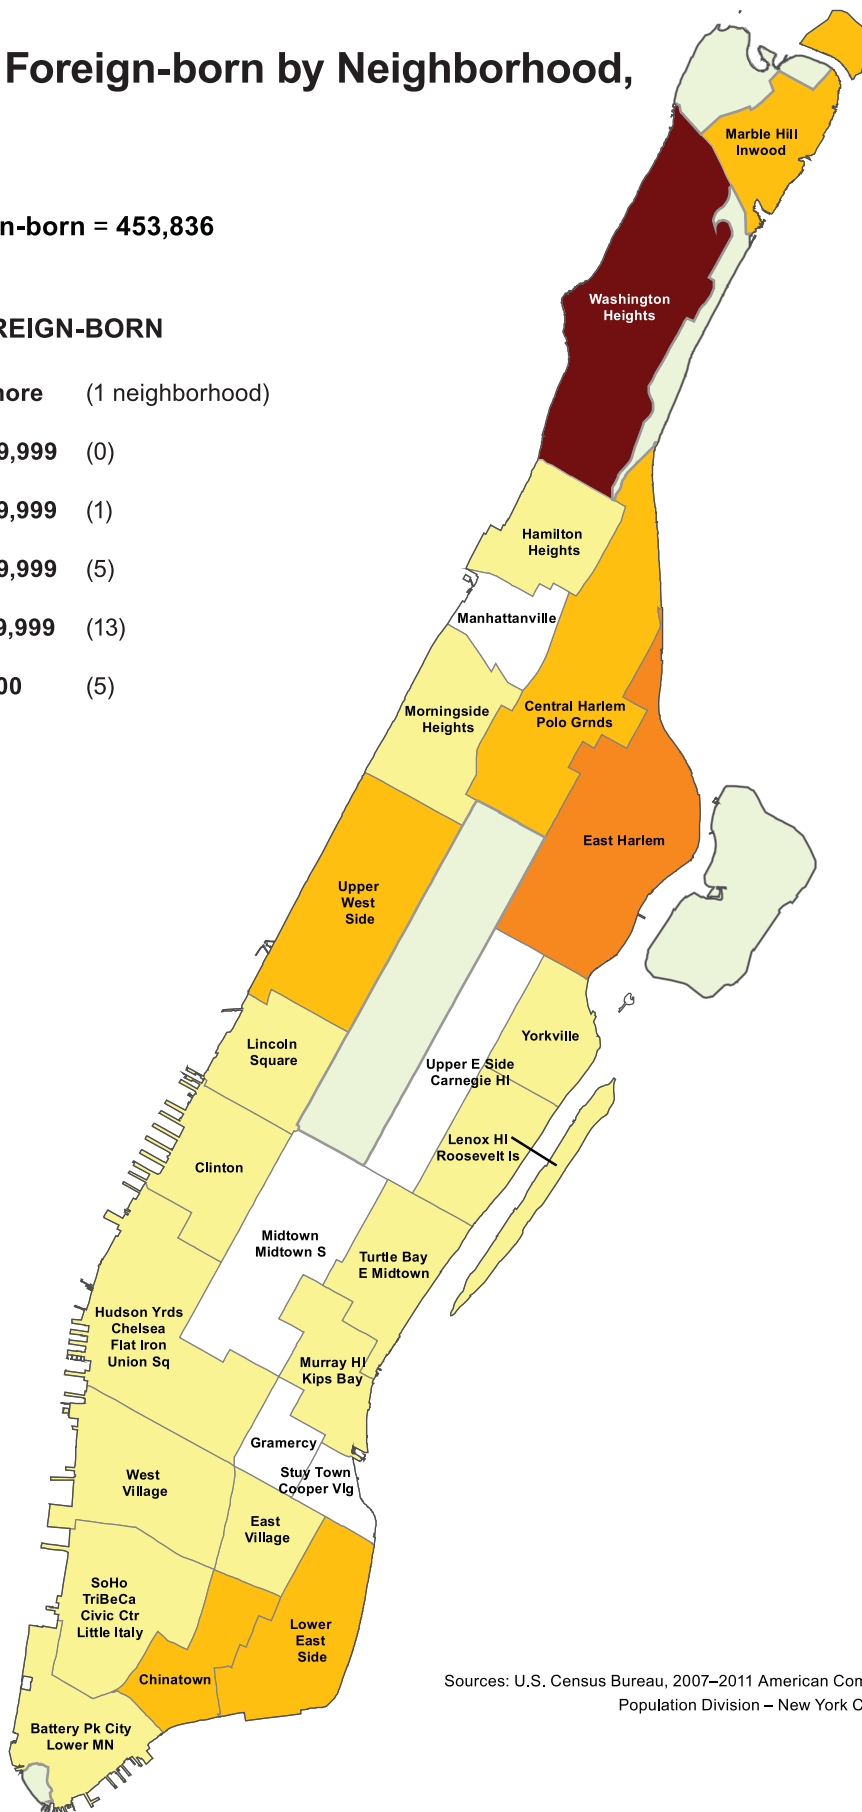 Foreign-born by Neighborhood,
n-born = 453,836
REIGN-BORN
nore (1 neighborhood)
9,999 (0)
9,999 (1)
9,999 (5)
9,999 (13)
00 (5)
Marble Hill
Inwood
Washington
Heights
Hamilton
Heights
Manhattanville
Morningside
Heights
Central Harlem
Polo Grnds
East Harlem
Upper
West
Side
Lincoln
Square
Yorkville
Upper E Side
Carnegie Hl
Lenox Hl
Roosevelt Is
Clinton
Midtown
Midtown S
Turtle Bay
E Midtown
Hudson Yrds
Chelsea
Flat Iron
Union Sq
Murray Hl
Kips Bay
Gramercy
Stuy Town
Cooper Vlg
West
Village
East
Village
SoHo
TriBeCa
Civic Ctr
Little Italy
Lower
East
Side
Chinatown
Battery Pk City
Lower MN
Sources: U.S. Census Bureau, 2007–2011 American Com
Population Division – New York C